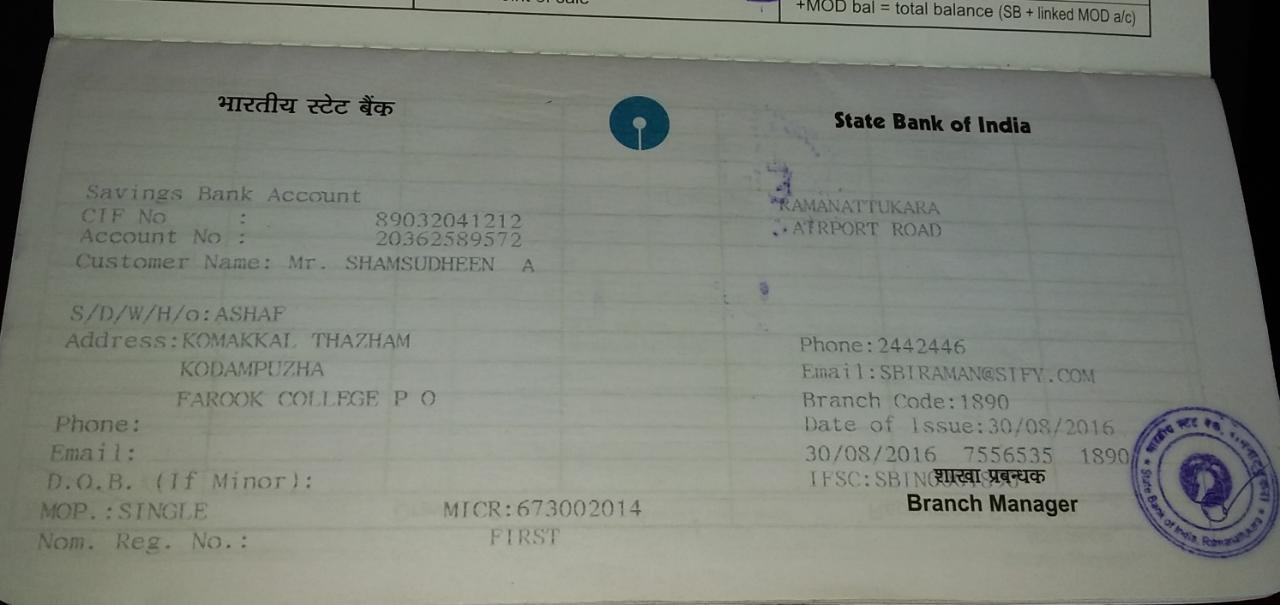 +MOD bal = total balance (SB + linked MOD a/c)
भारतीय स्टेट बैंक
State Bank of India
Savings Bank Account
CIF No : 89032041212
Account No : 20362589572
Customer Name: Mr. SHAMSUDHEEN A
S/D/W/H/o:ASHAF
Address:KOMAKKAL THAZHAM
KODAMPUZHA
FAROOK COLLEGE P O
Phone:
Email:
D.O.B. (If Minor):
MOP.:SINGLE
MICR:673002014
Nom. Reg. No.:
FIRST
RAMANATTUKARA
AIRPORT ROAD
Phone:2442446
Email:SBIRAMAN@SIFY.COM
Branch Code:1890
Date of Issue:30/08/2016
30/08/2016 7556535 1890
IFSC:
शाखा प्रबन्धक
Branch Manager
State Bank of India, Ramanattukara